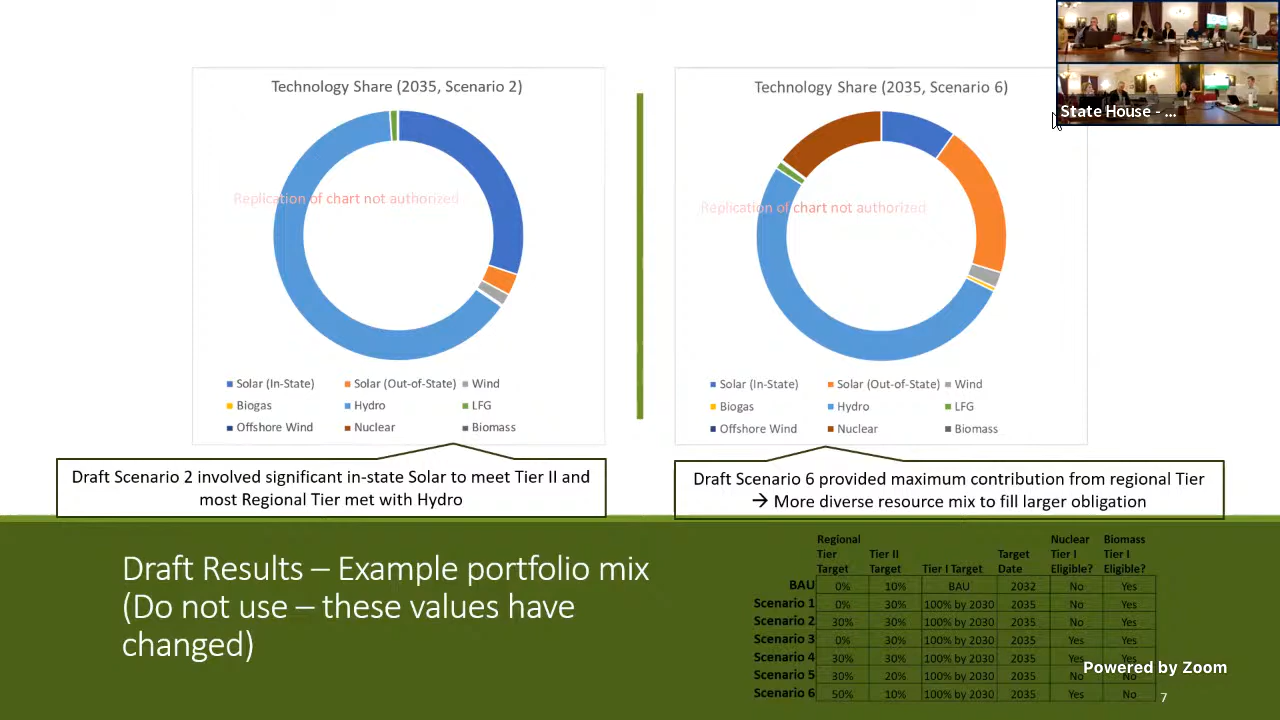 State House - ...
Technology Share (2035, Scenario 2)
Replication of chart not authorized
Solar (In-State) Solar (Out-of-State) Wind
Biogas Hydro LFG
Offshore Wind Nuclear Biomass
Technology Share (2035, Scenario 6)
Replication of chart not authorized
Solar (In-State) Solar (Out-of-State) Wind
Biogas Hydro LFG
Offshore Wind Nuclear Biomass
Draft Scenario 2 involved significant in-state Solar to meet Tier II and
most Regional Tier met with Hydro
Draft Scenario 6 provided maximum contribution from regional Tier
→ More diverse resource mix to fill larger obligation
Draft Results – Example portfolio mix
(Do not use – these values have
changed)
Regional Nuclear Biomass
Tier Tier II Target Tier I Tier I
Target Target Tier I Target Date Eligible? Eligible?
BAU 0% 10% BAU 2032 No Yes
Scenario 1 0% 30% 100% by 2030 2035 No Yes
Scenario 2 30% 30% 100% by 2030 2035 No Yes
Scenario 3 0% 30% 100% by 2030 2035 Yes Yes
Scenario 4 30% 30% 100% by 2030 2035 Yes Yes
Scenario 5 30% 20% 100% by 2030 2035 No No
Scenario 6 50% 10% 100% by 2030 2035 Yes No
Powered by Zoom
7